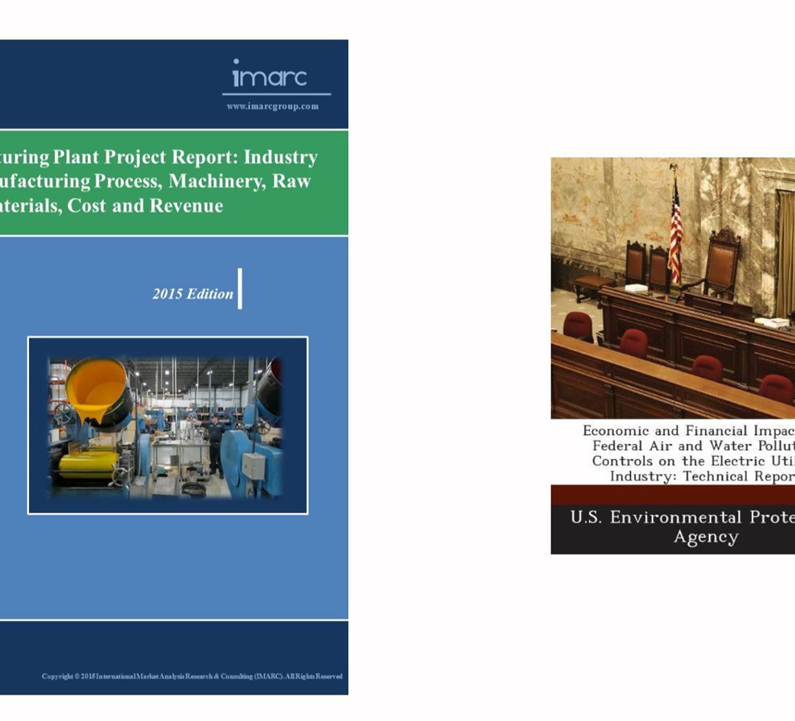 imarc
www.imarcgroup.com
turing Plant Project Report: Industry
ufacturing Process, Machinery, Raw
aterials, Cost and Revenue
2015 Edition
Copyright © 2015 International Market Analysis Research & Consulting (IMARC). All Rights Reserved
Economic and Financial Impac
Federal Air and Water Pollut
Controls on the Electric Uti
Industry: Technical Repor
U.S. Environmental Prote
Agency